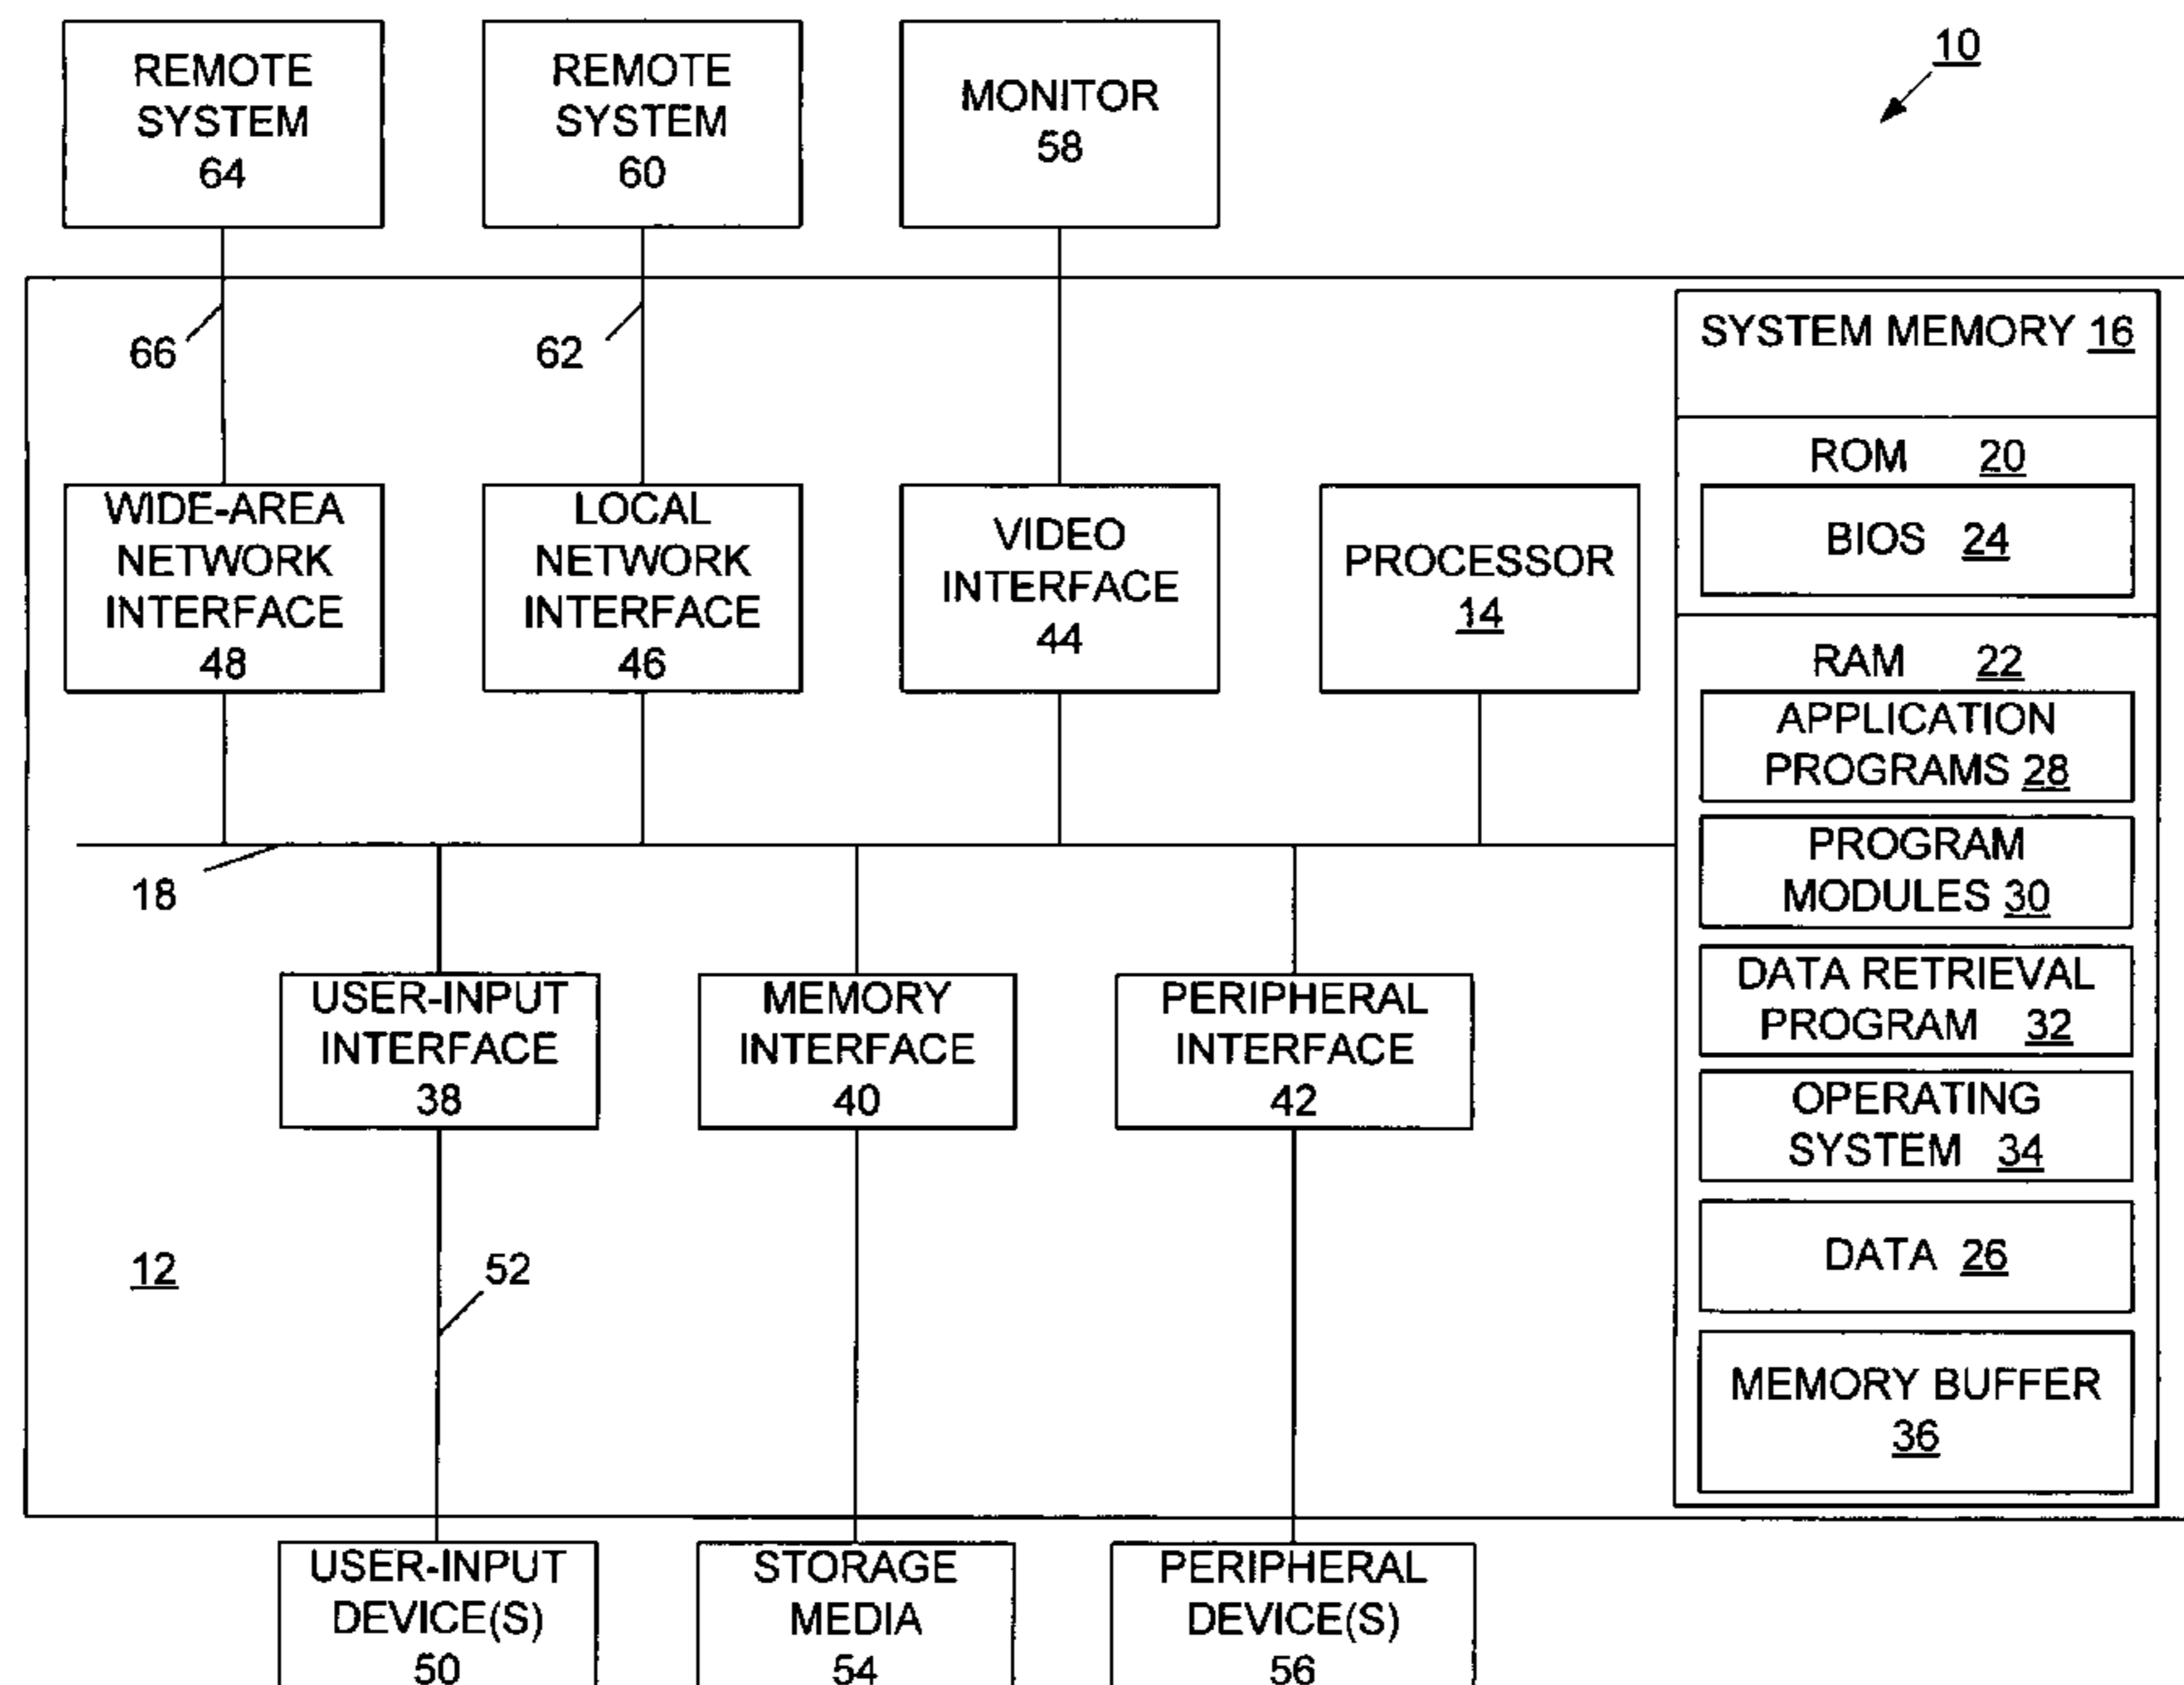 REMOTE
SYSTEM
64
REMOTE
SYSTEM
60
MONITOR
58
10
66
62
WIDE-AREA
NETWORK
INTERFACE
48
LOCAL
NETWORK
INTERFACE
46
VIDEO
INTERFACE
44
PROCESSOR
14
18
USER-INPUT
INTERFACE
38
MEMORY
INTERFACE
40
PERIPHERAL
INTERFACE
42
12
52
SYSTEM MEMORY 16
ROM 20
BIOS 24
RAM 22
APPLICATION
PROGRAMS 28
PROGRAM
MODULES 30
DATA RETRIEVAL
PROGRAM 32
OPERATING
SYSTEM 34
DATA 26
MEMORY BUFFER
36
USER-INPUT
DEVICE(S)
50
STORAGE
MEDIA
54
PERIPHERAL
DEVICE(S)
56